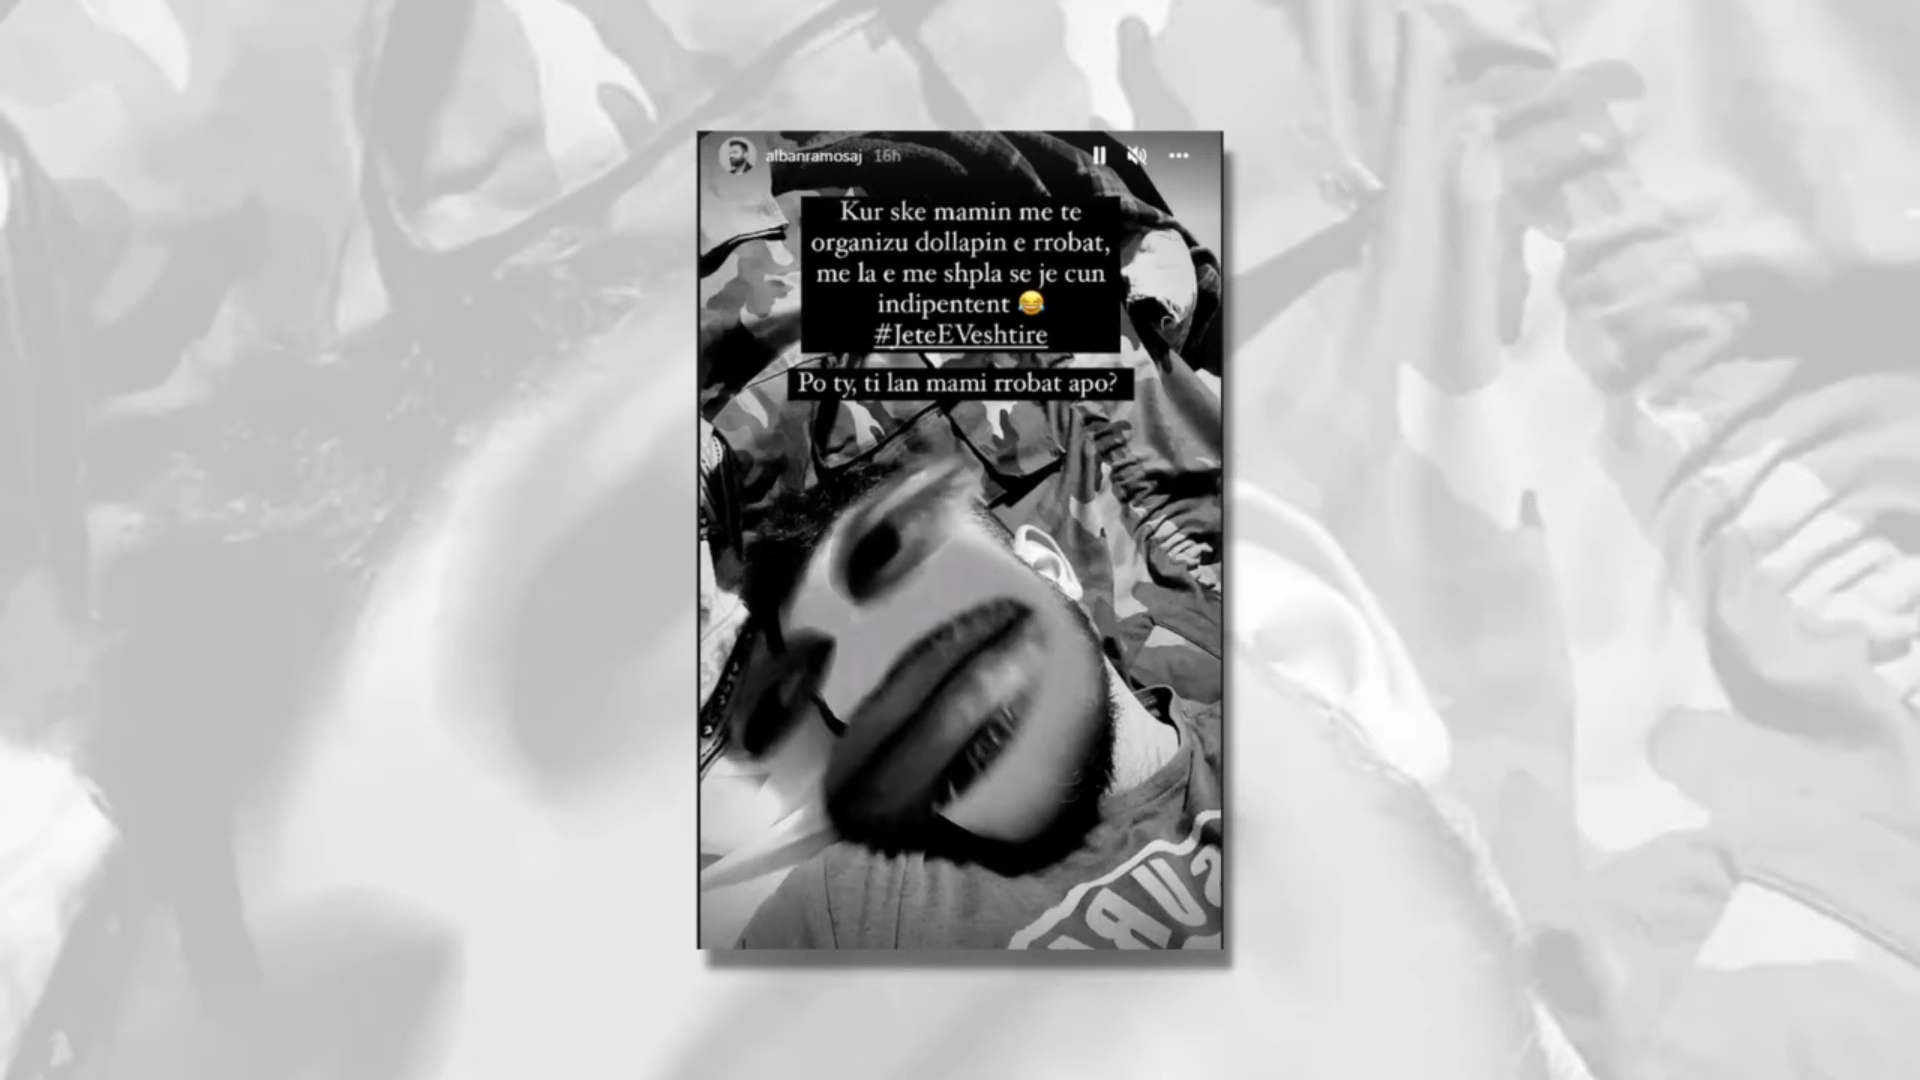 albanramosaj 16h
Kur ske mamin me te
organizu dollapin e rrobat,
me la e me shpla se je cun
indipentent 😂
#JeteEVeshtire
Po ty, ti lan mami rrobat apo?